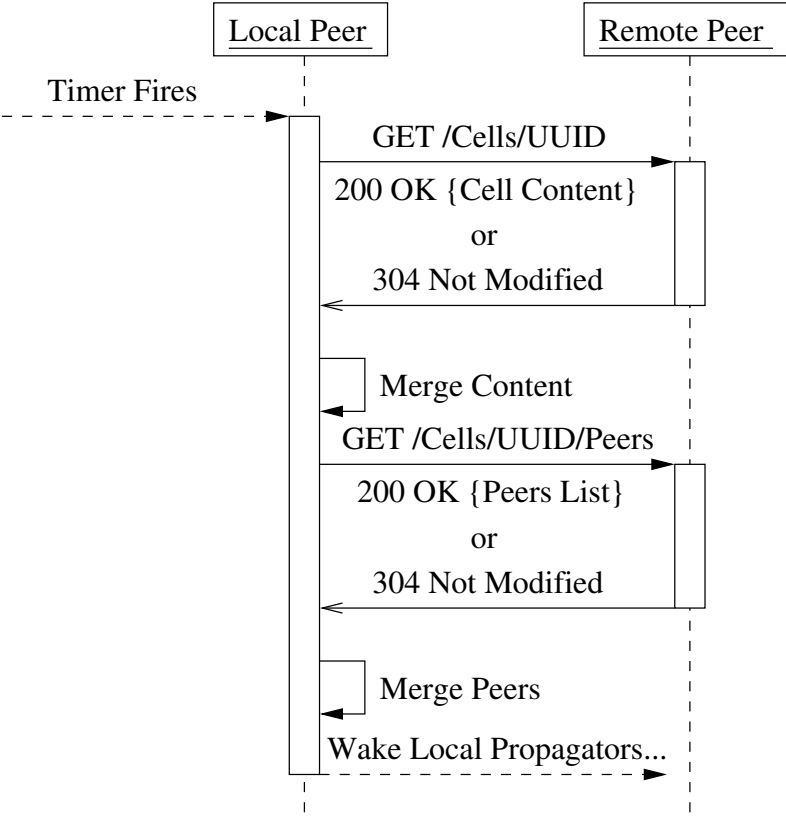 Local Peer
Remote Peer
Timer Fires
GET /Cells/UUID
200 OK {Cell Content}
or
304 Not Modified
Merge Content
GET /Cells/UUID/Peers
200 OK {Peers List}
or
304 Not Modified
Merge Peers
Wake Local Propagators...